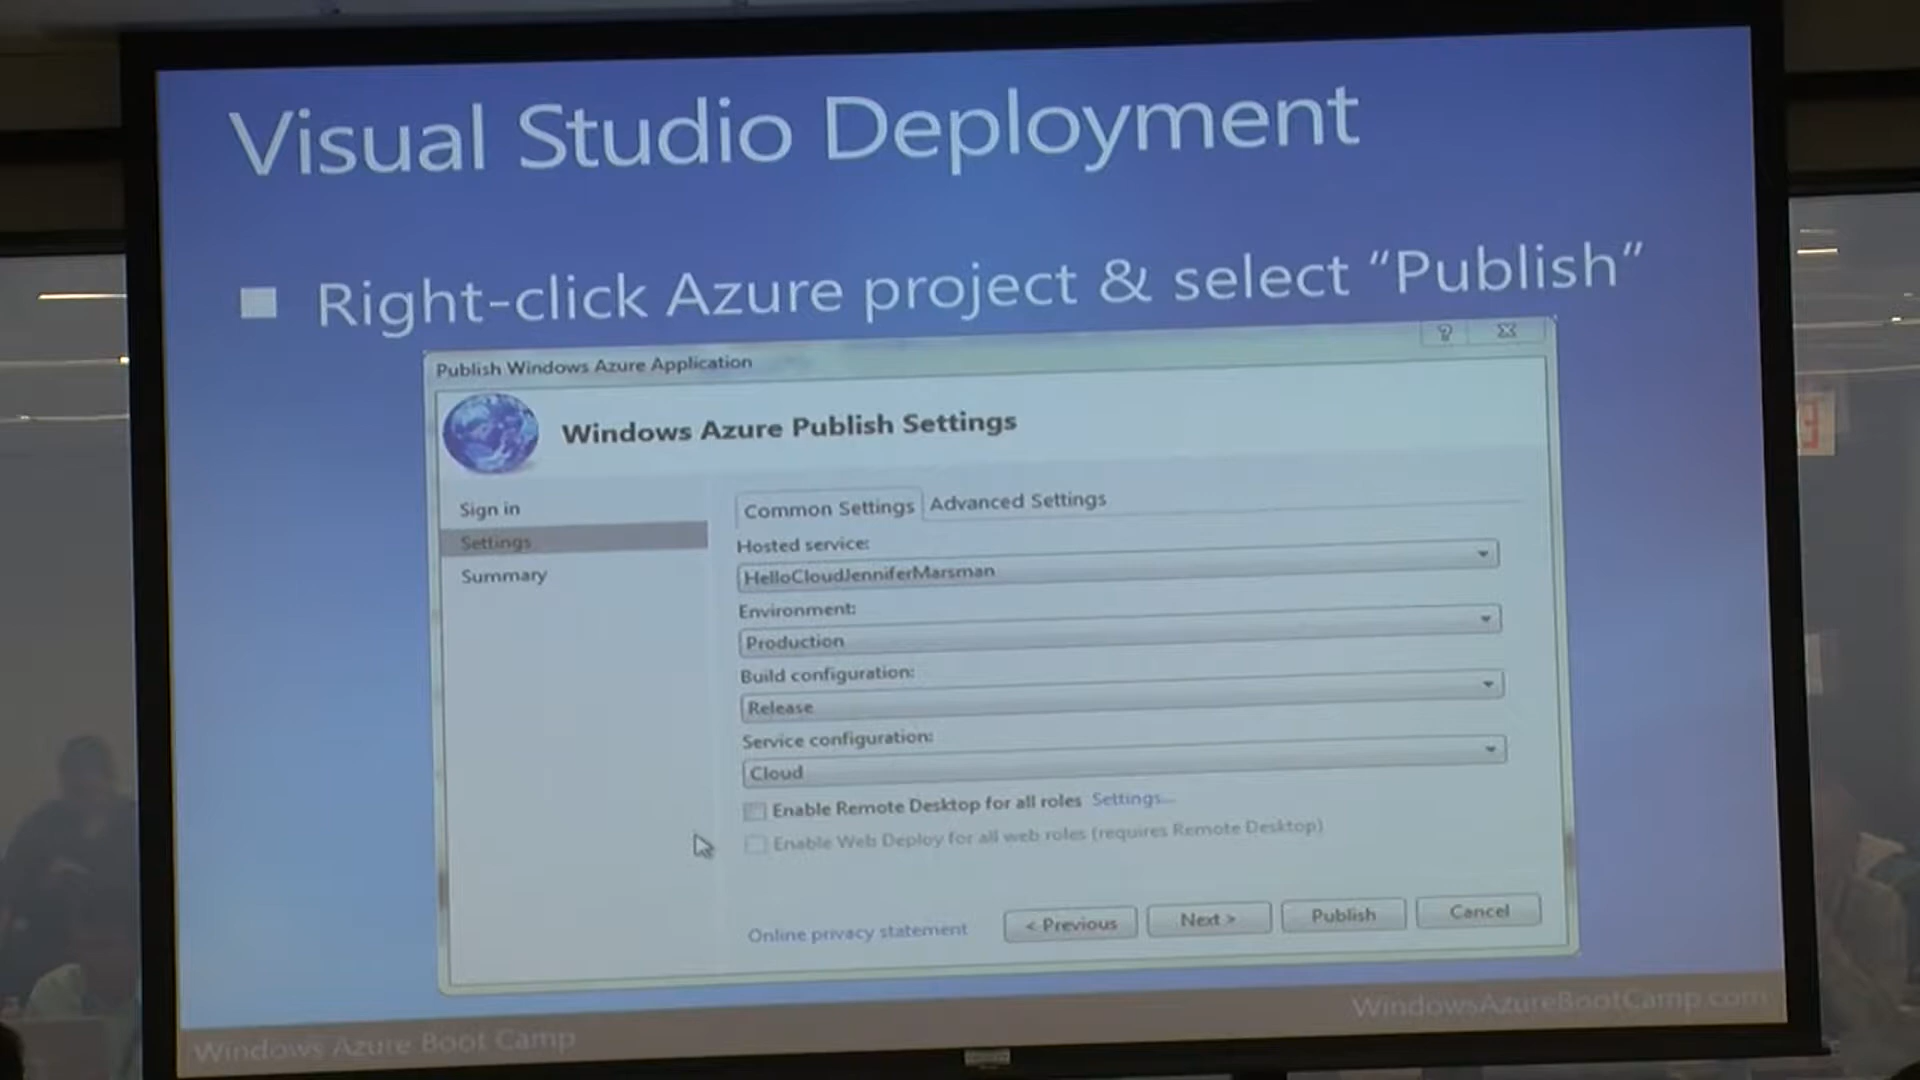 Visual Studio Deployment
Right-click Azure project & select “Publish”
Publish Windows Azure Application
Windows Azure Publish Settings
Sign in
Settings
Summary
Common Settings
Advanced Settings
Hosted service:
HelloCloudJenniferMarsman
Environment:
Production
Build configuration:
Release
Service configuration:
Cloud
Enable Remote Desktop for all roles Settings...
Enable Web Deploy for all web roles (requires Remote Desktop)
Online privacy statement
< Previous
Next >
Publish
Cancel
Windows Azure Boot Camp
WindowsAzureBootCamp.com